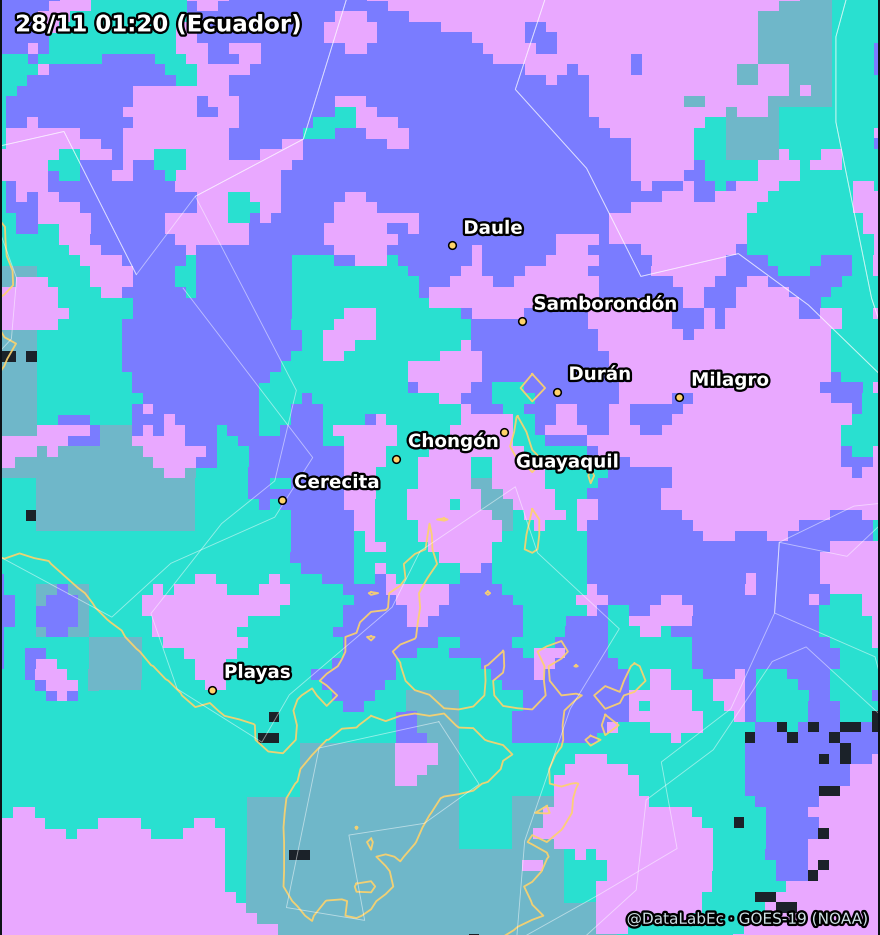 28/11 01:20 (Ecuador)
Daule
Samborondón
Durán
Milagro
Chongón
Guayaquil
Cerecita
Playas
@DataLabEc · GOES-19 (NOAA)